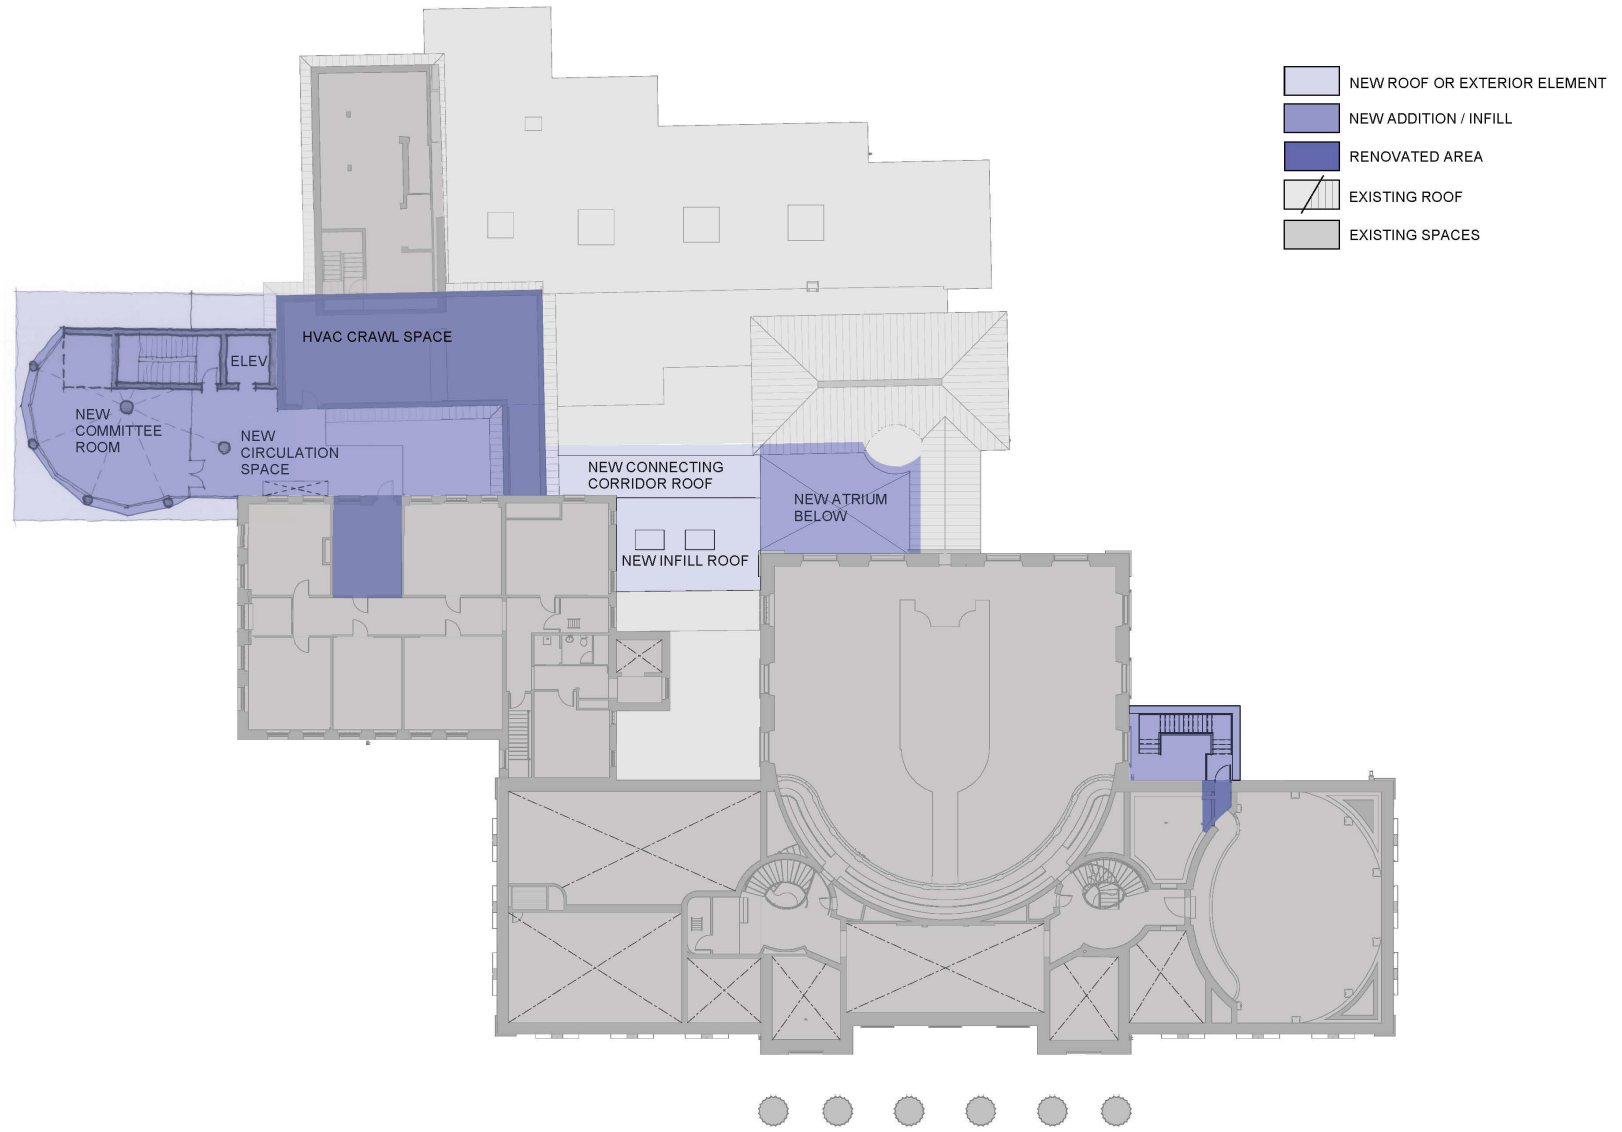 NEW ROOF OR EXTERIOR ELEMENT
NEW ADDITION / INFILL
RENOVATED AREA
EXISTING ROOF
EXISTING SPACES
HVAC CRAWL SPACE
ELEV.
NEW
COMMITTEE
ROOM
NEW
CIRCULATION
SPACE
NEW CONNECTING
CORRIDOR ROOF
NEW ATRIUM
BELOW
NEW INFILL ROOF